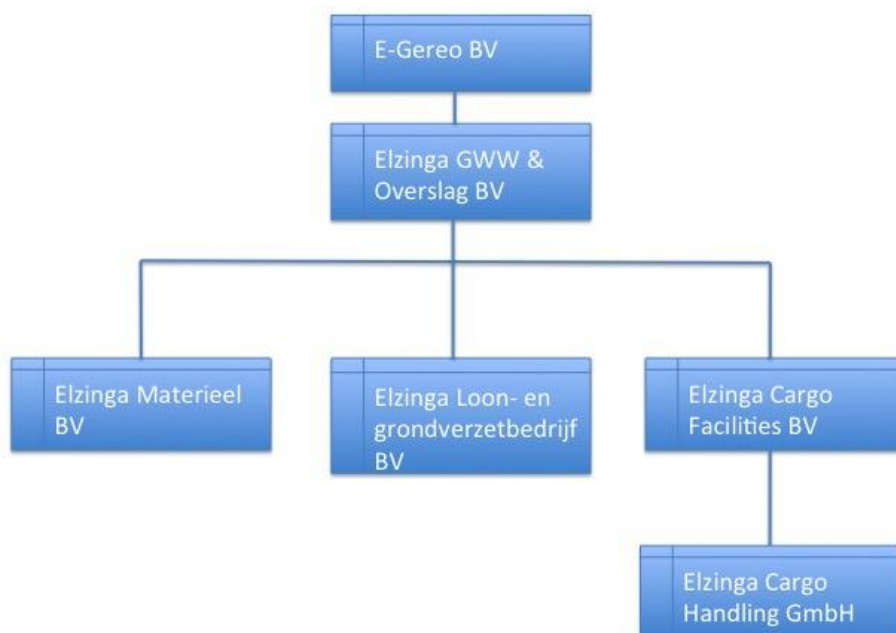 E-Gereo BV
Elzinga GWW &
Overslag BV
Elzinga Materieel
BV
Elzinga Loon- en
grondverzetbedrijf
BV
Elzinga Cargo
Facilities BV
Elzinga Cargo
Handling GmbH